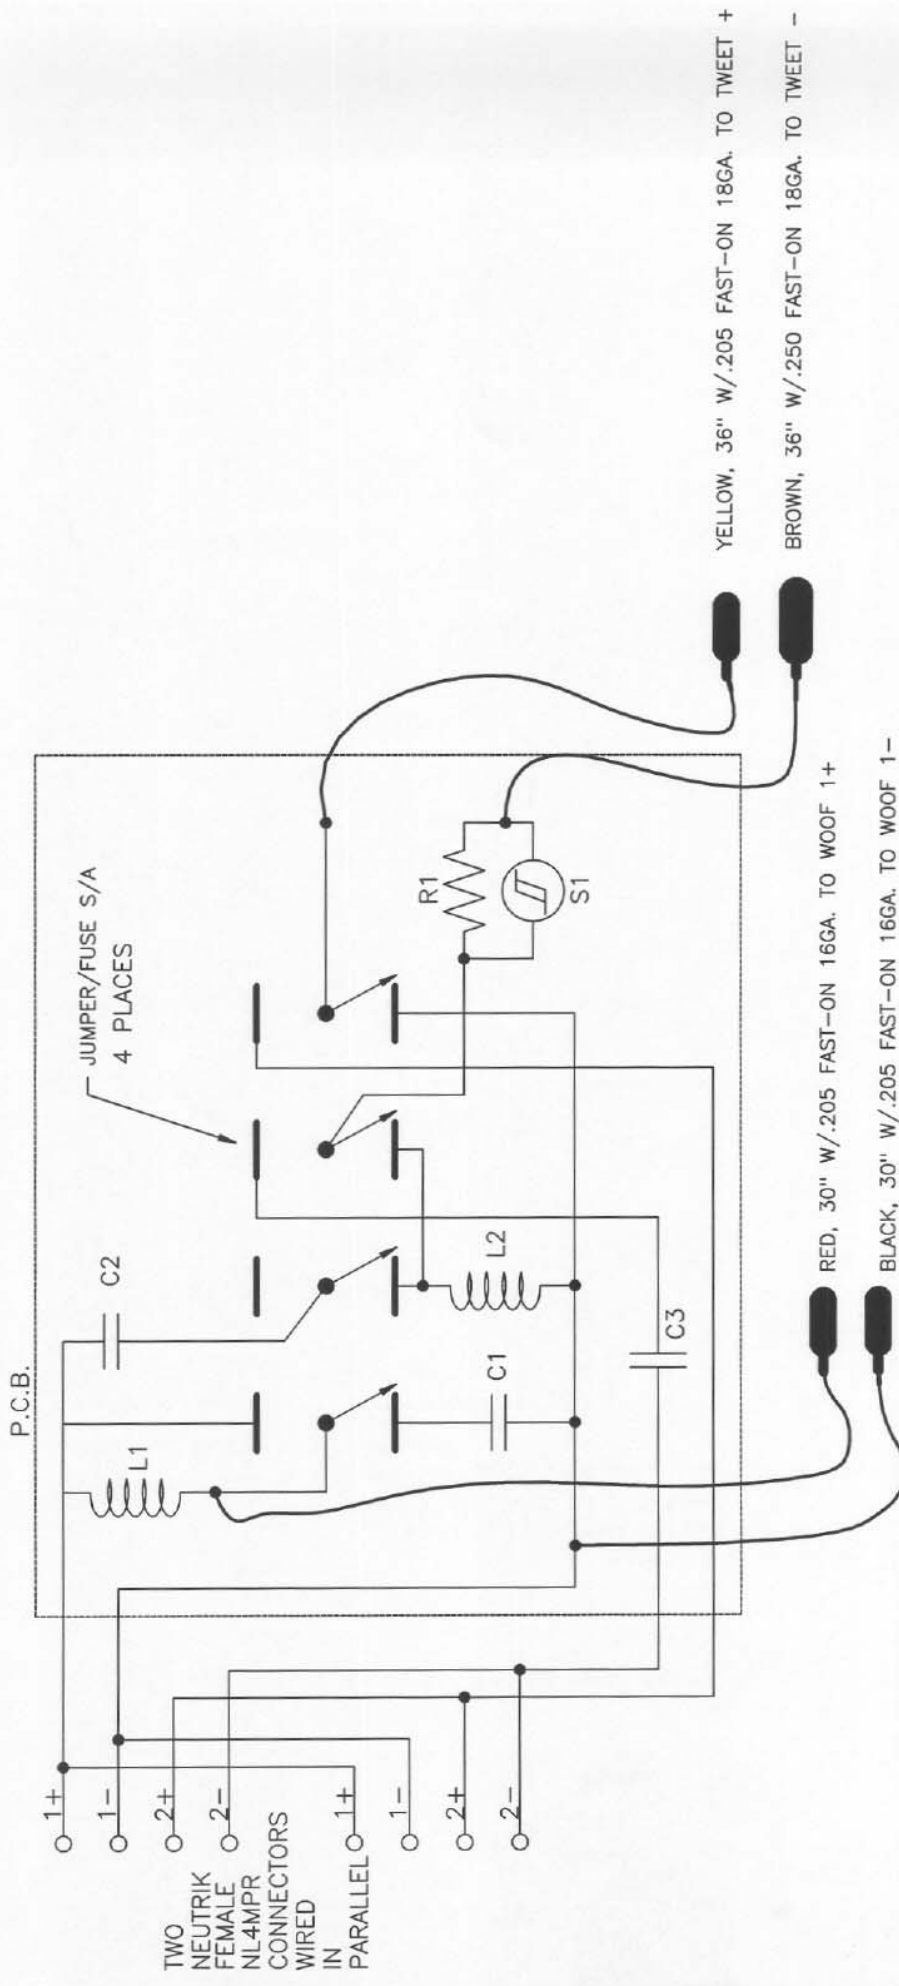 P.C.B.
JUMPER/FUSE S/A
4 PLACES
1+
1-
2+
2-
TWO
NEUTRIK
FEMALE
NL4MPR
CONNECTORS
WIRED
IN
PARALLEL
1+
1-
2+
2-
L1
C2
C1
L2
C3
R1
S1
YELLOW, 36" W/.205 FAST-ON 18GA. TO TWEET +
BROWN, 36" W/.250 FAST-ON 18GA. TO TWEET -
RED, 30" W/.205 FAST-ON 16GA. TO WOOF 1+
BLACK, 30" W/.205 FAST-ON 16GA. TO WOOF 1-